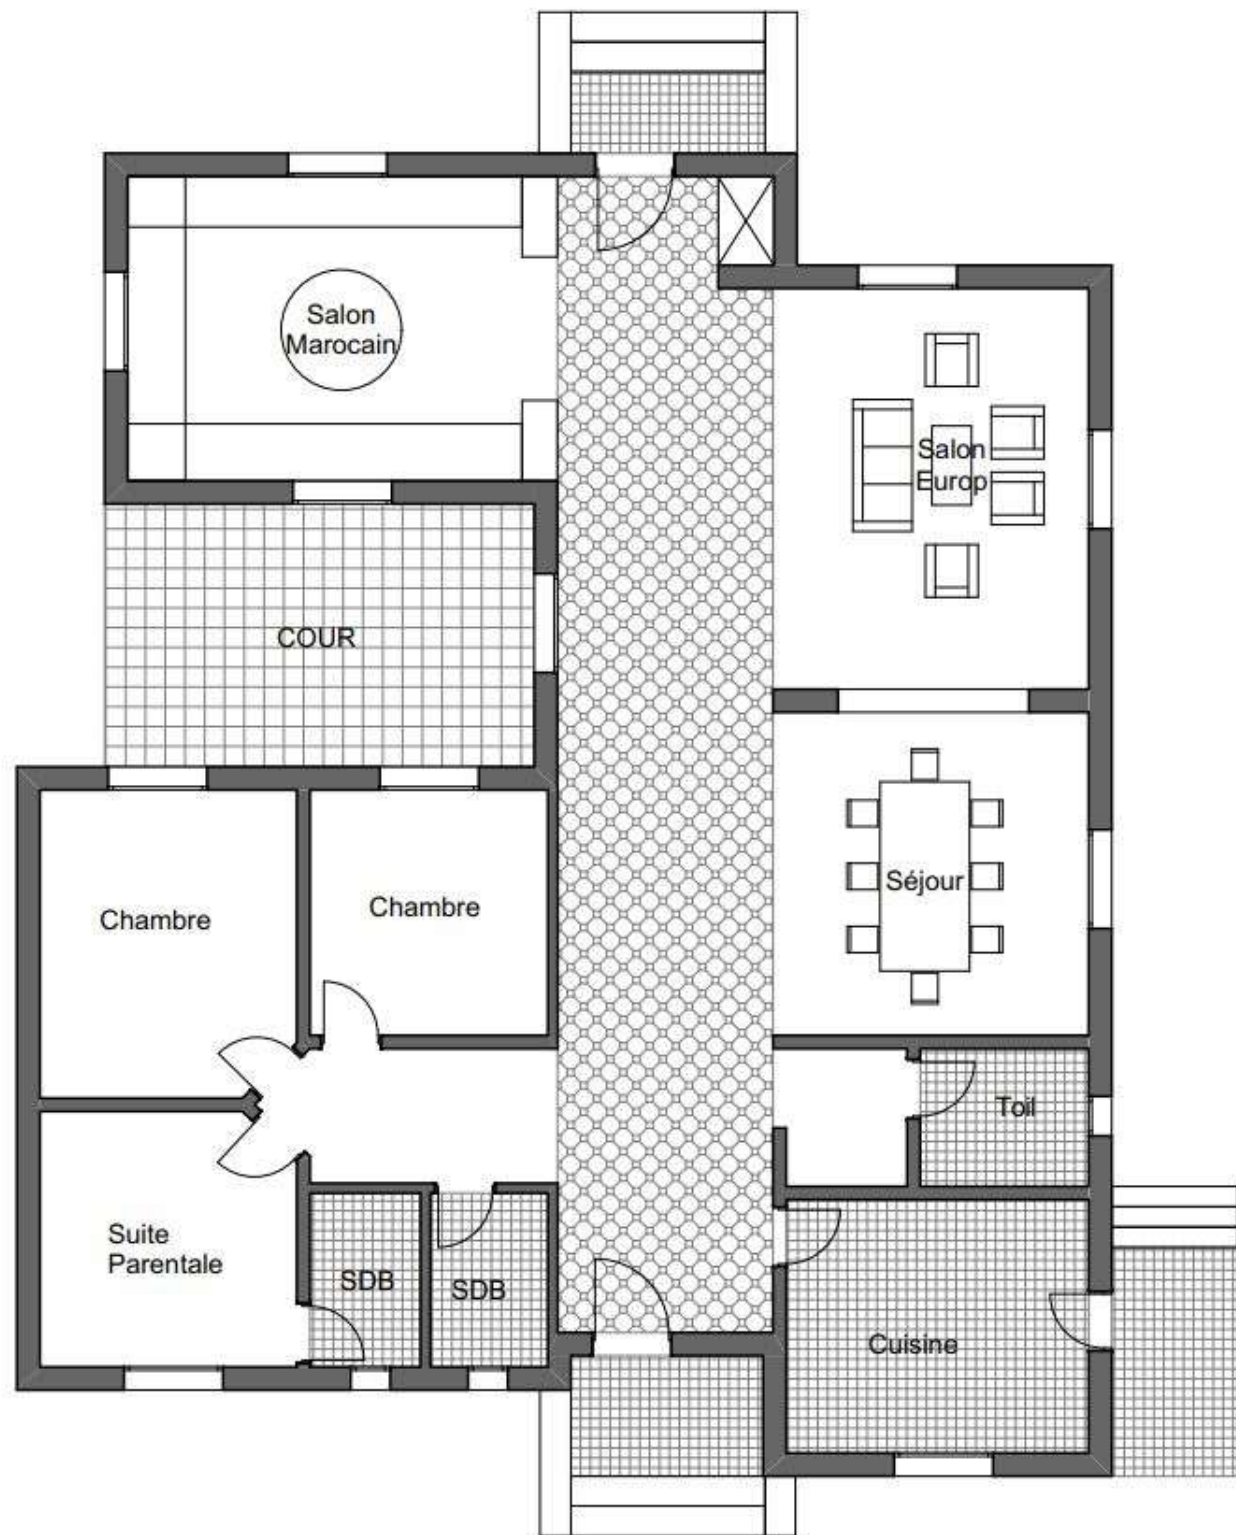 Salon
Marocain
Salon
Europ
COUR
Séjour
Chambre
Chambre
Toil
Suite
Parentale
SDB
SDB
Cuisine